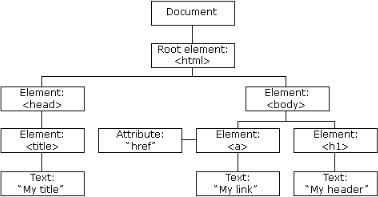 Document
Root element:
<html>
Element:
<head>
Element:
<body>
Element:
<title>
Attribute:
“href”
Element:
<a>
Element:
<h1>
Text:
“My title”
Text:
“My link”
Text:
“My header”